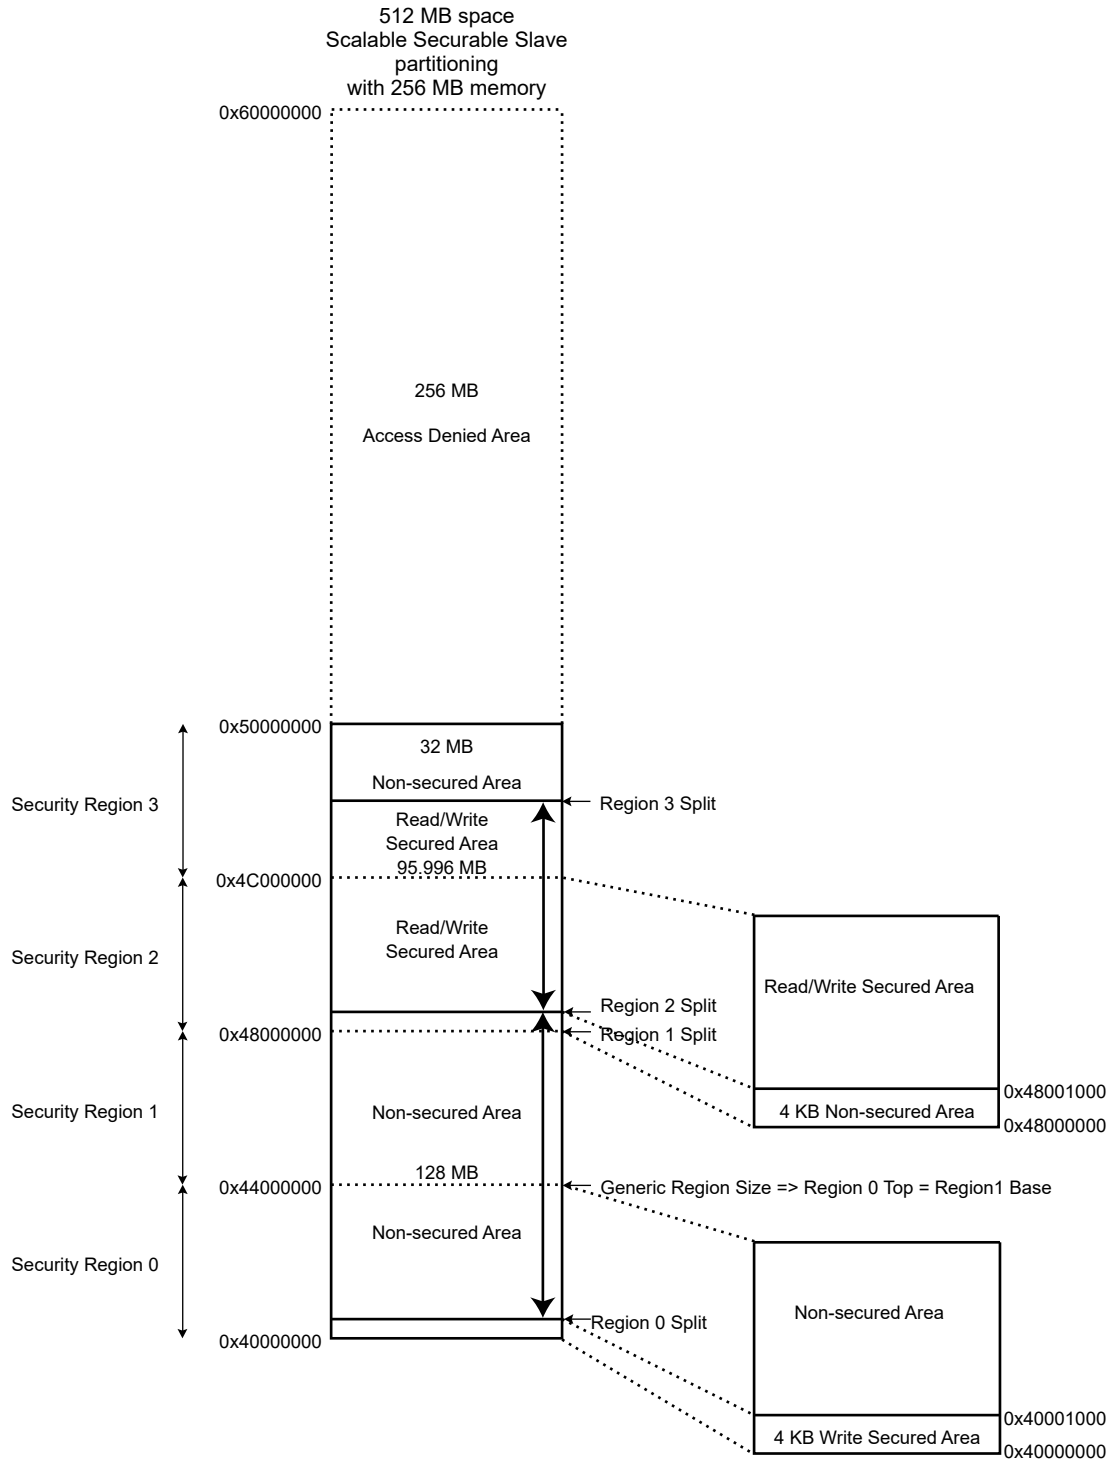 512 MB space
Scalable Securable Slave
partitioning
with 256 MB memory
0x60000000
256 MB
Access Denied Area
0x50000000
32 MB
Non-secured Area
Security Region 3
Region 3 Split
Read/Write
Secured Area
95.996 MB
0x4C000000
Read/Write
Secured Area
Security Region 2
Read/Write Secured Area
Region 2 Split
0x48000000
Region 1 Split
0x48001000
4 KB Non-secured Area
0x48000000
Security Region 1
Non-secured Area
128 MB
0x44000000
Generic Region Size => Region 0 Top = Region1 Base
Non-secured Area
Security Region 0
Non-secured Area
Region 0 Split
0x40000000
0x40001000
4 KB Write Secured Area
0x40000000